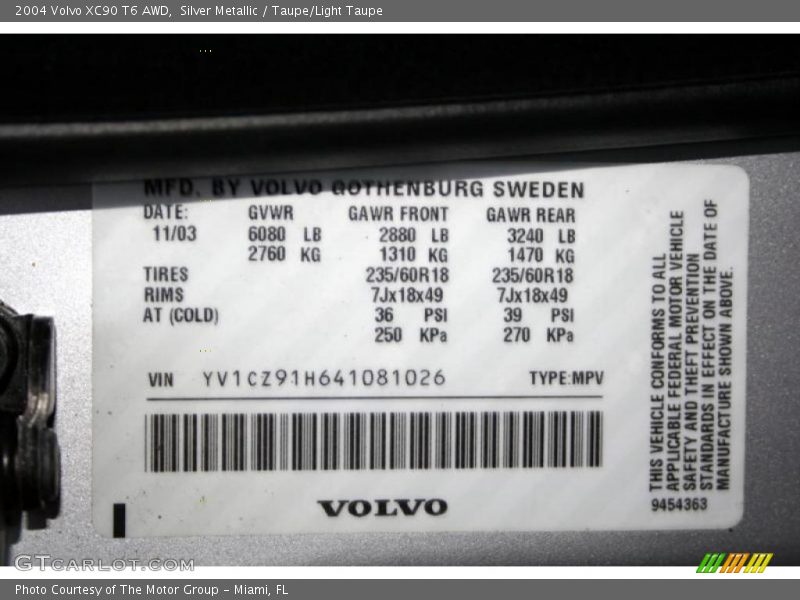 2004 Volvo XC90 T6 AWD, Silver Metallic / Taupe/Light Taupe
MFD. BY VOLVO GOTHENBURG SWEDEN
DATE: GVWR GAWR FRONT GAWR REAR
11/03 6080 LB 2880 LB 3240 LB
2760 KG 1310 KG 1470 KG
TIRES 235/60R18 235/60R18
RIMS 7Jx18x49 7Jx18x49
AT (COLD) 36 PSI 39 PSI
250 KPa 270 KPa
VIN YV1CZ91H641081026 TYPE:MPV
VOLVO
THIS VEHICLE CONFORMS TO ALL
APPLICABLE FEDERAL MOTOR VEHICLE
SAFETY AND THEFT PREVENTION
STANDARDS IN EFFECT ON THE DATE OF
MANUFACTURE SHOWN ABOVE.
9454363
GTCARLOT.COM
Photo Courtesy of The Motor Group - Miami, FL